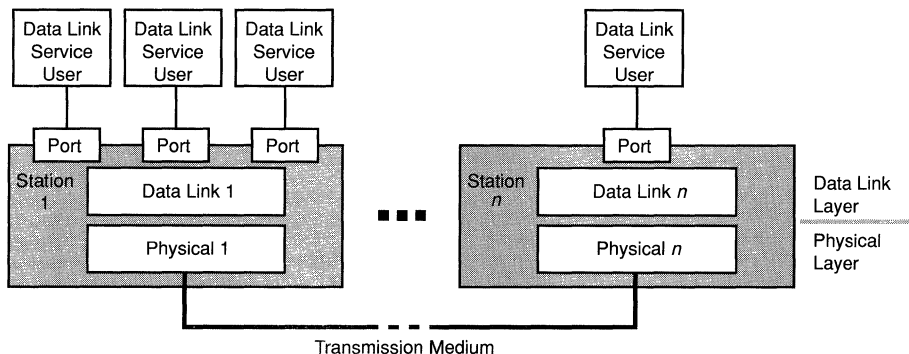 Data Link
Service
User
Data Link
Service
User
Data Link
Service
User
Data Link
Service
User
Port
Port
Port
Port
Station
1
Data Link 1
Physical 1
Station
n
Data Link n
Physical n
Data Link
Layer
Physical
Layer
Transmission Medium